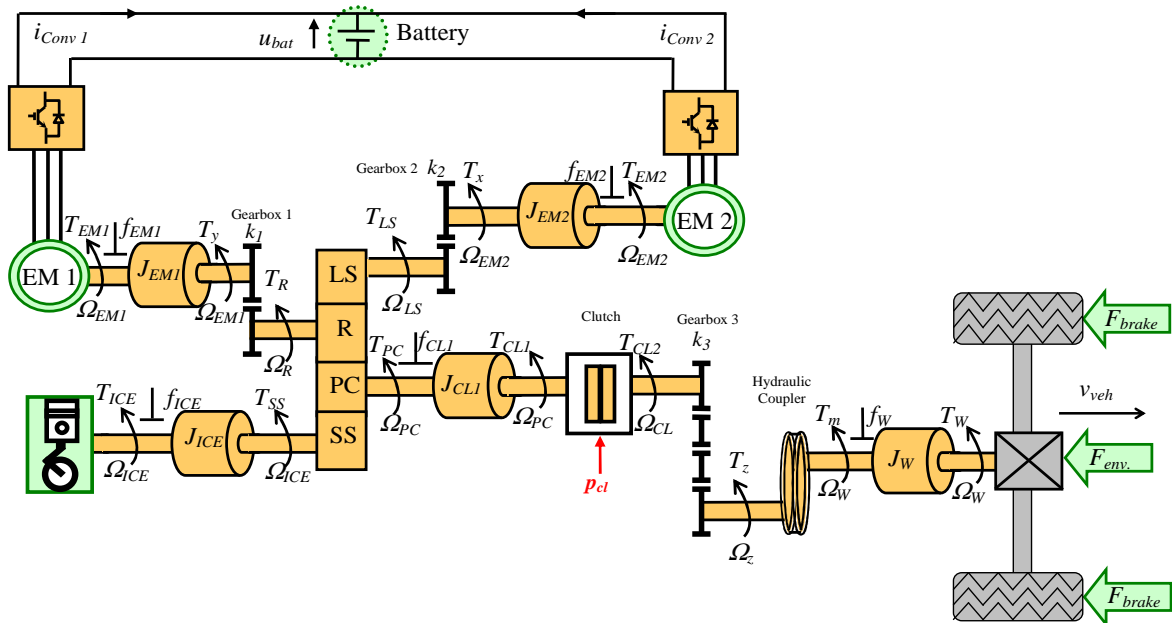 i_Conv 1
u_bat
Battery
i_Conv 2
Gearbox 2
k_2
T_x
f_EM2
T_EM2
T_EM1
f_EM1
T_y
Gearbox 1
k_1
T_LS
J_EM2
EM 2
EM 1
J_EM1
LS
Ω_EM2
Ω_EM2
Ω_EM1
Ω_EM1
T_R
Ω_LS
R
Ω_R
T_PC
f_CL1
T_CL1
Clutch
T_CL2
Gearbox 3
k_3
F_brake
PC
J_CL1
T_ICE
f_ICE
T_SS
Ω_PC
Ω_PC
Ω_CL
Hydraulic
Coupler
T_m
f_W
T_W
v_veh
J_ICE
SS
Ω_ICE
Ω_ICE
p_cl
T_z
J_W
F_env.
Ω_W
Ω_W
Ω_z
F_brake